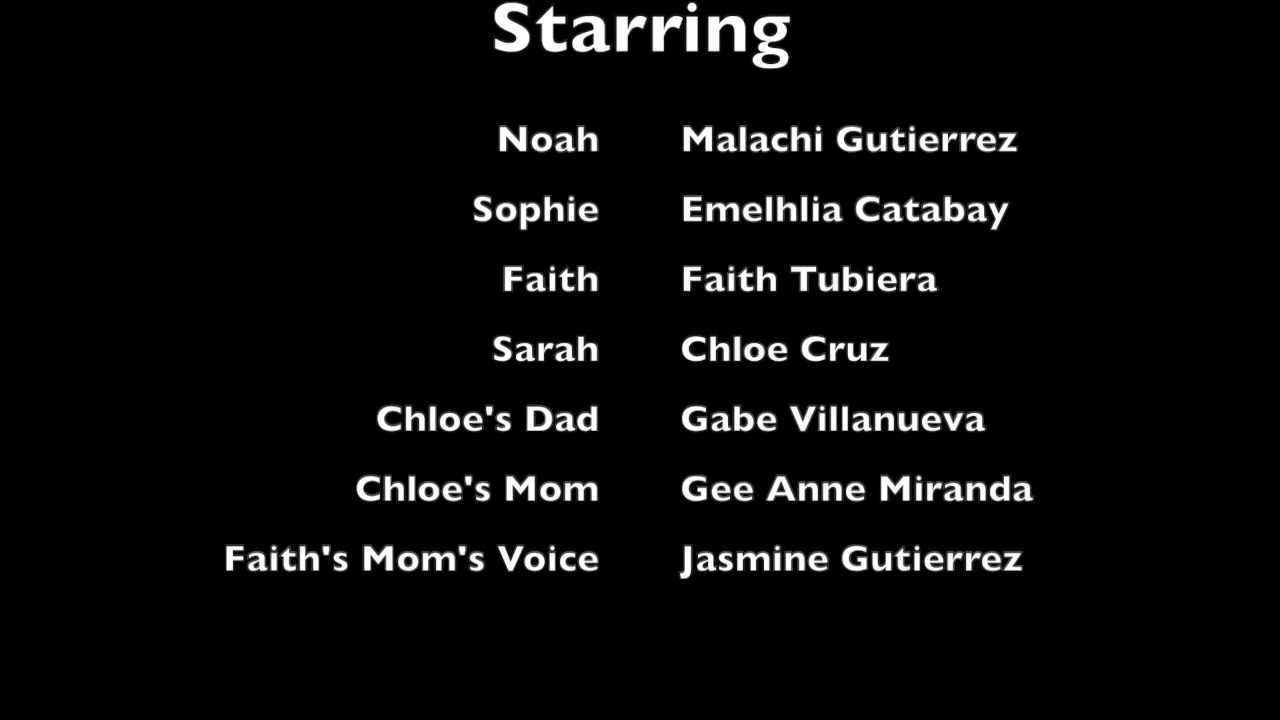 Starring
Noah Malachi Gutierrez
Sophie Emelhlia Catabay
Faith Faith Tubiera
Sarah Chloe Cruz
Chloe's Dad Gabe Villanueva
Chloe's Mom Gee Anne Miranda
Faith's Mom's Voice Jasmine Gutierrez